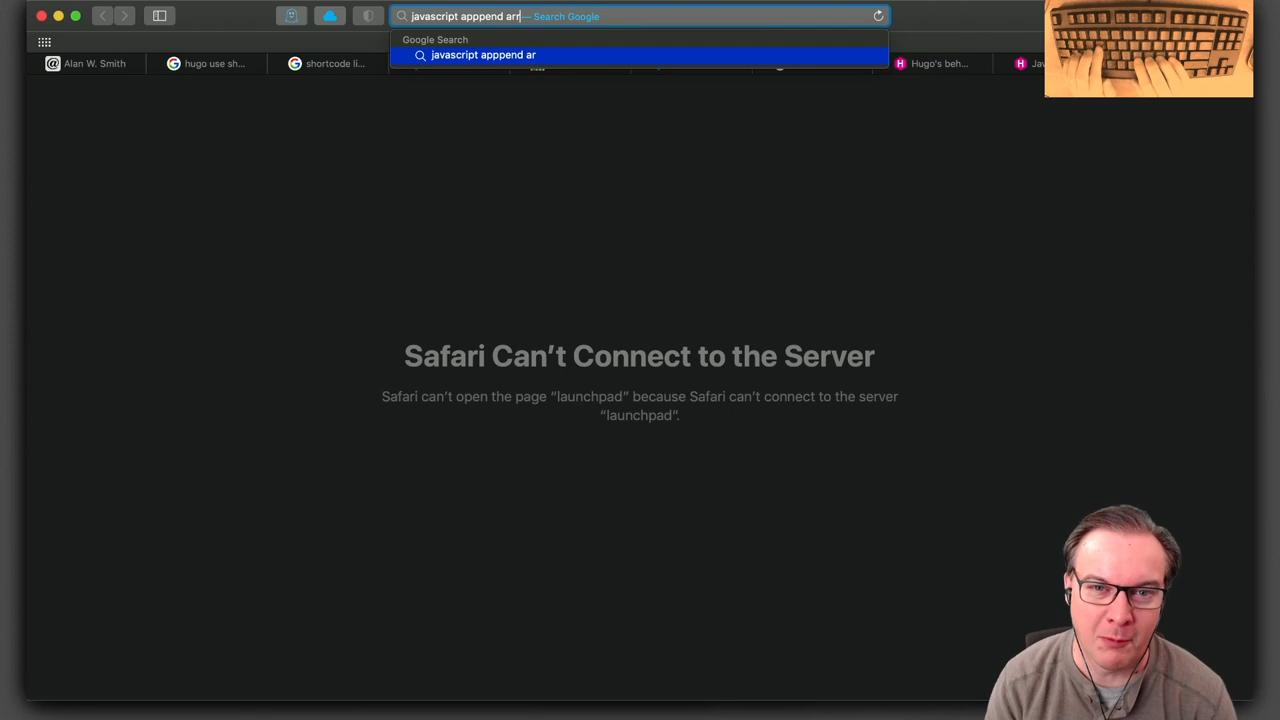 javascript apppend arr — Search Google
Google Search
javascript apppend ar
Alan W. Smith
hugo use sh...
shortcode li...
Hugo's beh...
Jav
Safari Can’t Connect to the Server
Safari can’t open the page “launchpad” because Safari can’t connect to the server
“launchpad”.